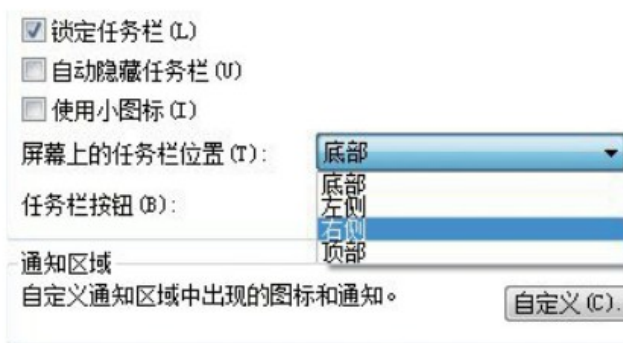 锁定任务栏(L)
自动隐藏任务栏(U)
使用小图标(I)
屏幕上的任务栏位置(T): 底部
底部
任务栏按钮(B): 左侧
右侧
顶部
通知区域
自定义通知区域中出现的图标和通知。 自定义(C).